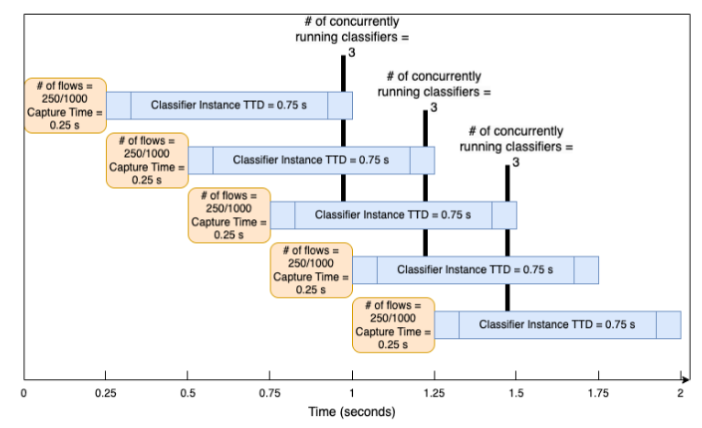 # of concurrently
running classifiers =
3
# of concurrently
running classifiers =
3
# of concurrently
running classifiers =
3
# of flows =
250/1000
Capture Time =
0.25 s
Classifier Instance TTD = 0.75 s
# of flows =
250/1000
Capture Time =
0.25 s
Classifier Instance TTD = 0.75 s
# of flows =
250/1000
Capture Time =
0.25 s
Classifier Instance TTD = 0.75 s
# of flows =
250/1000
Capture Time =
0.25 s
Classifier Instance TTD = 0.75 s
# of flows =
250/1000
Capture Time =
0.25 s
Classifier Instance TTD = 0.75 s
0 0.25 0.5 0.75 1 1.25 1.5 1.75 2
Time (seconds)